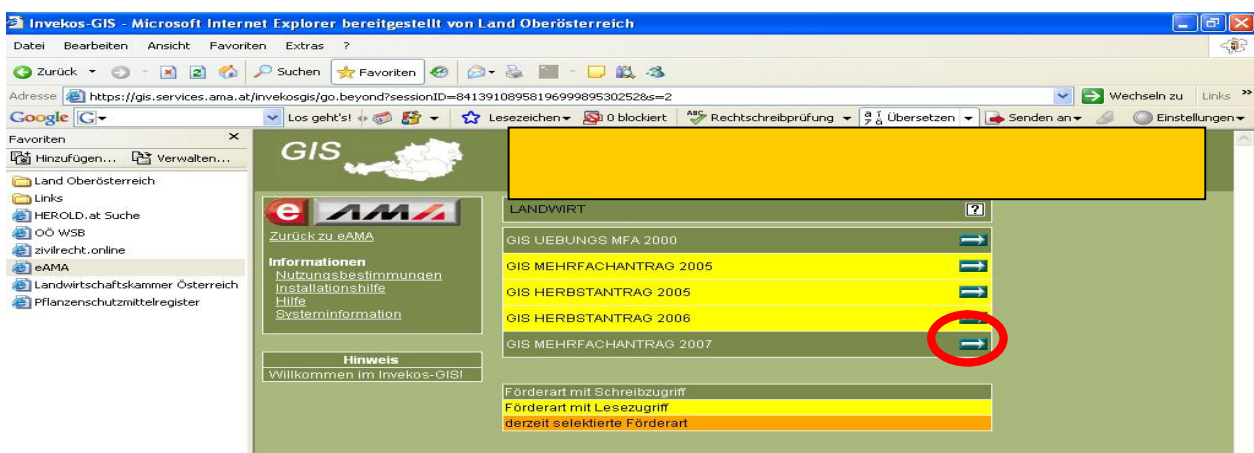 Invekos-GIS - Microsoft Internet Explorer bereitgestellt von Land Oberösterreich
Datei Bearbeiten Ansicht Favoriten Extras ?
Zurück Suchen Favoriten
Adresse https://gis.services.ama.at/invekosgis/go.beyond?sessionID=84139108958196999895302528s=2 Wechseln zu Links »
Google G Los geht's! Lesezeichen 0 blockiert ABC Rechtschreibprüfung Übersetzen Senden an Einstellungen
Favoriten ×
Hinzufügen... Verwalten...
Land Oberösterreich
Links
HEROLD.at Suche
OÖ WSB
zivilrecht.online
eAMA
Landwirtschaftskammer Österreich
Pflanzenschutzmittelregister
GIS
e AMA
Zurück zu eAMA
Informationen
Nutzungsbestimmungen
Installationshilfe
Hilfe
Systeminformation
Hinweis
Willkommen im Invekos-GIS!
LANDWIRT ?
GIS UEBUNGS MFA 2000
GIS MEHRFACHANTRAG 2005
GIS HERBSTANTRAG 2005
GIS HERBSTANTRAG 2006
GIS MEHRFACHANTRAG 2007
Förderart mit Schreibzugriff
Förderart mit Lesezugriff
derzeit selektierte Förderart